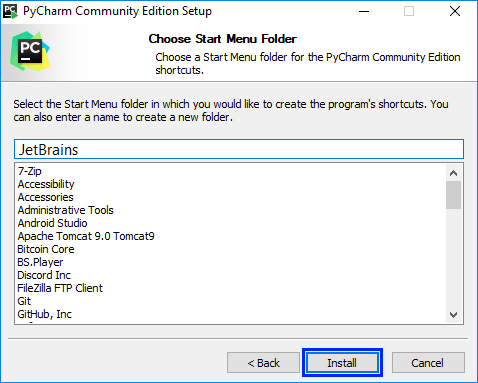 PyCharm Community Edition Setup
PC
Choose Start Menu Folder
Choose a Start Menu folder for the PyCharm Community Edition
shortcuts.
Select the Start Menu folder in which you would like to create the program's shortcuts. You
can also enter a name to create a new folder.
JetBrains
7-Zip
Accessibility
Accessories
Administrative Tools
Android Studio
Apache Tomcat 9.0 Tomcat9
Bitcoin Core
BS.Player
Discord Inc
FileZilla FTP Client
Git
GitHub, Inc
< Back
Install
Cancel